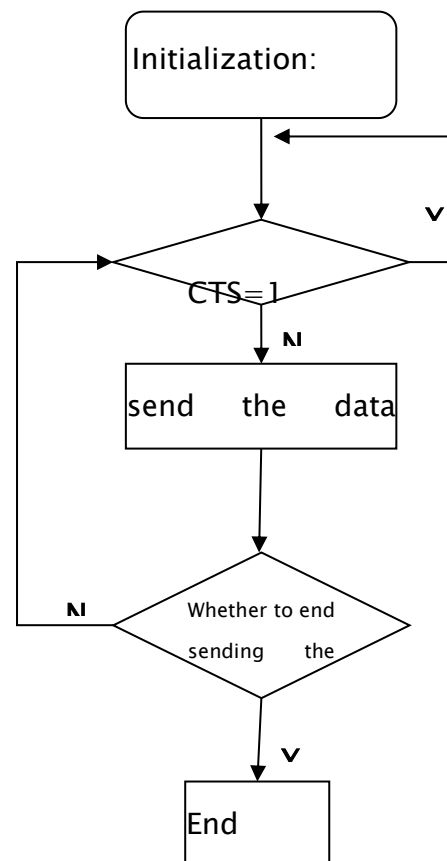 Initialization:
CTS=1
N
send the data
Whether to end
sending the
N
End